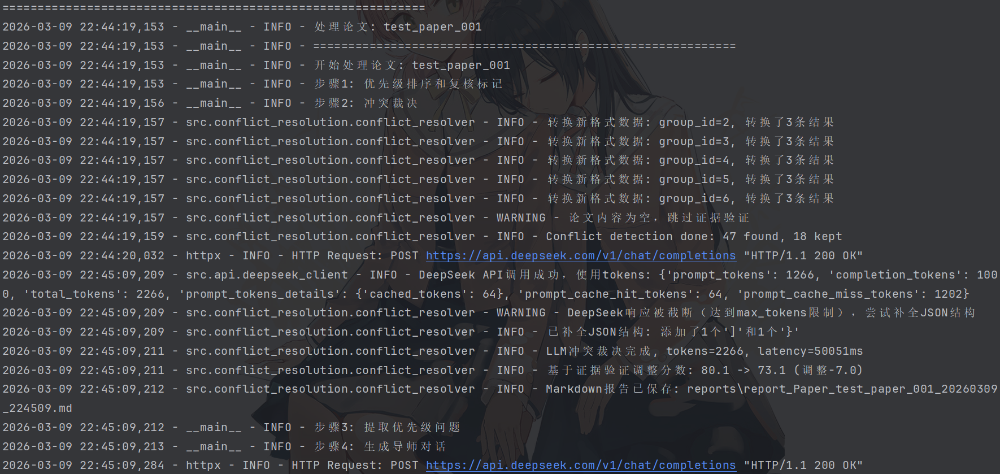 ============================================================
2026-03-09 22:44:19,153 - __main__ - INFO - 处理论文: test_paper_001
2026-03-09 22:44:19,153 - __main__ - INFO - ============================================================
2026-03-09 22:44:19,153 - __main__ - INFO - 开始处理论文: test_paper_001
2026-03-09 22:44:19,153 - __main__ - INFO - 步骤1: 优先级排序和复核标记
2026-03-09 22:44:19,156 - __main__ - INFO - 步骤2: 冲突裁决
2026-03-09 22:44:19,157 - src.conflict_resolution.conflict_resolver - INFO - 转换新格式数据: group_id=2, 转换了3条结果
2026-03-09 22:44:19,157 - src.conflict_resolution.conflict_resolver - INFO - 转换新格式数据: group_id=3, 转换了3条结果
2026-03-09 22:44:19,157 - src.conflict_resolution.conflict_resolver - INFO - 转换新格式数据: group_id=4, 转换了3条结果
2026-03-09 22:44:19,157 - src.conflict_resolution.conflict_resolver - INFO - 转换新格式数据: group_id=5, 转换了3条结果
2026-03-09 22:44:19,157 - src.conflict_resolution.conflict_resolver - INFO - 转换新格式数据: group_id=6, 转换了3条结果
2026-03-09 22:44:19,157 - src.conflict_resolution.conflict_resolver - WARNING - 论文内容为空，跳过证据验证
2026-03-09 22:44:19,159 - src.conflict_resolution.conflict_resolver - INFO - Conflict detection done: 47 found, 18 kept
2026-03-09 22:44:20,032 - httpx - INFO - HTTP Request: POST https://api.deepseek.com/v1/chat/completions "HTTP/1.1 200 OK"
2026-03-09 22:45:09,209 - src.api.deepseek_client - INFO - DeepSeek API调用成功，使用tokens: {'prompt_tokens': 1266, 'completion_tokens': 100
0, 'total_tokens': 2266, 'prompt_tokens_details': {'cached_tokens': 64}, 'prompt_cache_hit_tokens': 64, 'prompt_cache_miss_tokens': 1202}
2026-03-09 22:45:09,209 - src.conflict_resolution.conflict_resolver - WARNING - DeepSeek响应被截断（达到max_tokens限制），尝试补全JSON结构
2026-03-09 22:45:09,209 - src.conflict_resolution.conflict_resolver - INFO - 已补全JSON结构: 添加了1个']'和1个'}'
2026-03-09 22:45:09,211 - src.conflict_resolution.conflict_resolver - INFO - LLM冲突裁决完成, tokens=2266, latency=50051ms
2026-03-09 22:45:09,211 - src.conflict_resolution.conflict_resolver - INFO - 基于证据验证调整分数: 80.1 -> 73.1 (调整-7.0)
2026-03-09 22:45:09,212 - src.conflict_resolution.conflict_resolver - INFO - Markdown报告已保存: reports\report_Paper_test_paper_001_20260309
_224509.md
2026-03-09 22:45:09,212 - __main__ - INFO - 步骤3: 提取优先级问题
2026-03-09 22:45:09,213 - __main__ - INFO - 步骤4: 生成导师对话
2026-03-09 22:45:09,284 - httpx - INFO - HTTP Request: POST https://api.deepseek.com/v1/chat/completions "HTTP/1.1 200 OK"